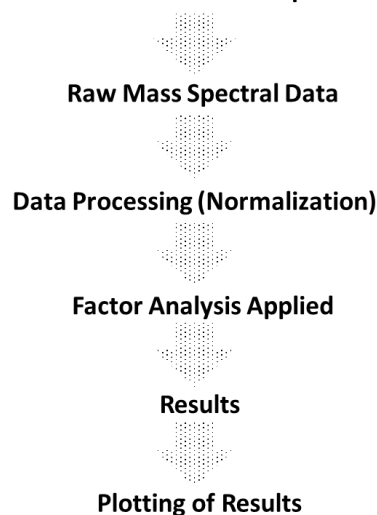 Raw Mass Spectral Data
Data Processing (Normalization)
Factor Analysis Applied
Results
Plotting of Results